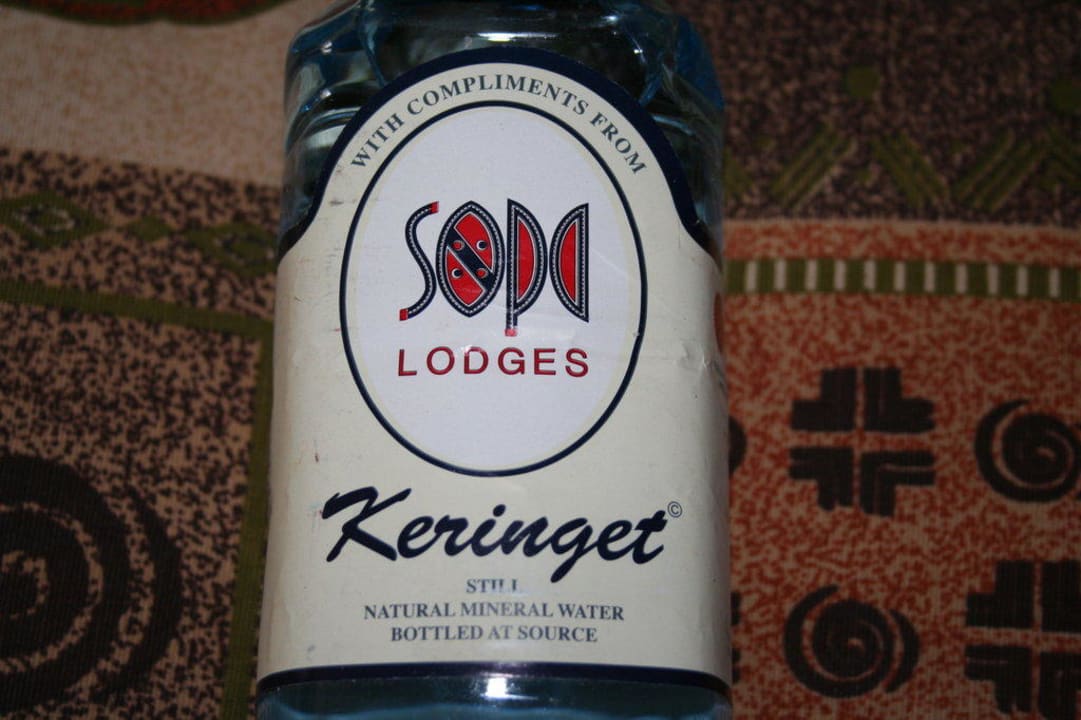 WITH COMPLIMENTS FROM
SOPA
LODGES
Keringet©
STILL
NATURAL MINERAL WATER
BOTTLED AT SOURCE